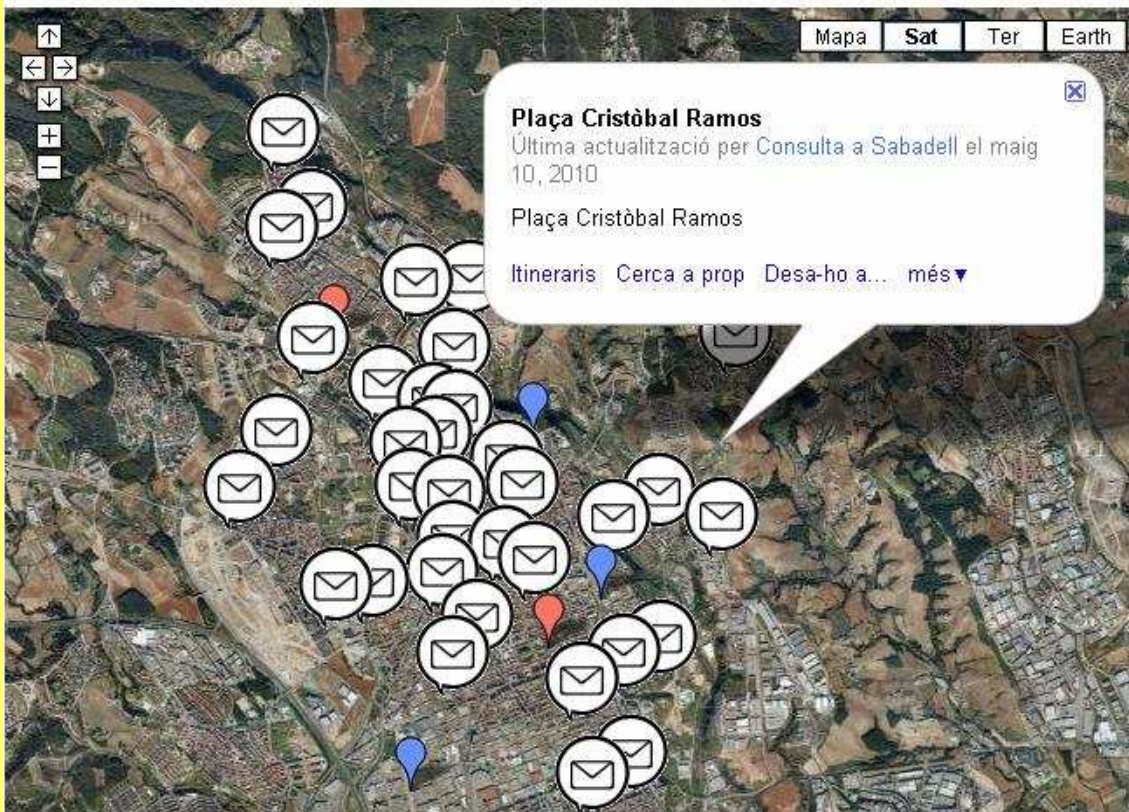 Mapa Sat Ter Earth
Plaça Cristòbal Ramos
Última actualització per Consulta a Sabadell el maig
10, 2010
Plaça Cristòbal Ramos
Itineraris Cerca a prop Desa-ho a... més▼